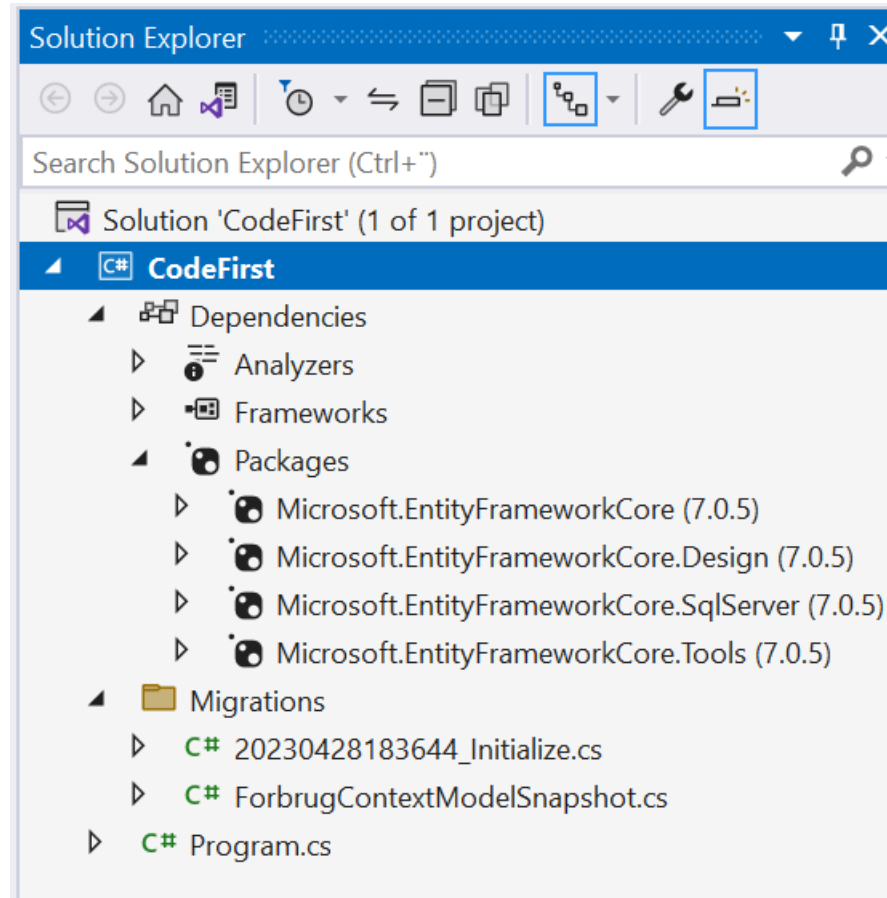 Solution Explorer
Search Solution Explorer (Ctrl+¨)
Solution 'CodeFirst' (1 of 1 project)
C# CodeFirst
Dependencies
Analyzers
Frameworks
Packages
Microsoft.EntityFrameworkCore (7.0.5)
Microsoft.EntityFrameworkCore.Design (7.0.5)
Microsoft.EntityFrameworkCore.SqlServer (7.0.5)
Microsoft.EntityFrameworkCore.Tools (7.0.5)
Migrations
C# 20230428183644_Initialize.cs
C# ForbrugContextModelSnapshot.cs
C# Program.cs